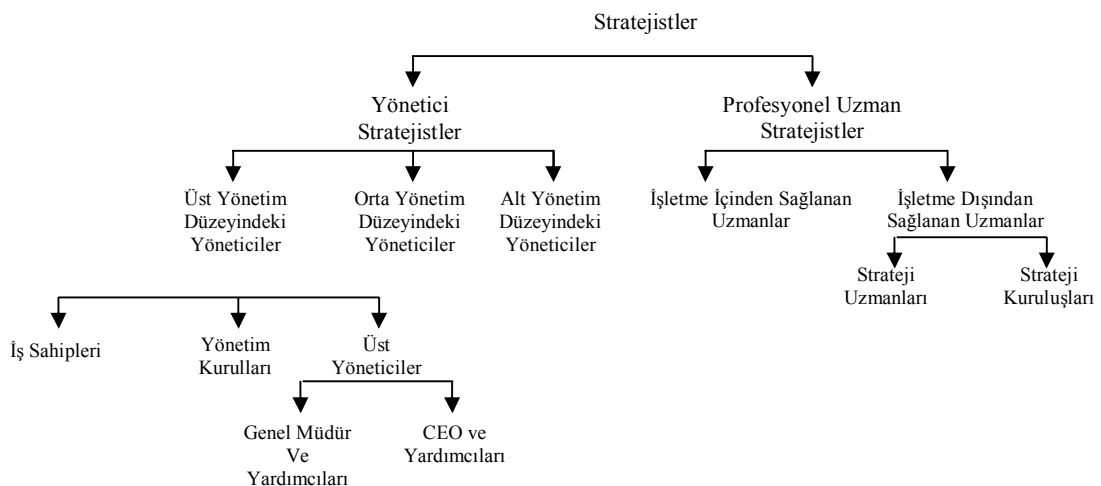 Stratejistler
Yönetici
Stratejistler
Profesyonel Uzman
Stratejistler
Üst Yönetim
Düzeyindeki
Yöneticiler
Orta Yönetim
Düzeyindeki
Yöneticiler
Alt Yönetim
Düzeyindeki
Yöneticiler
İşletme İçinden Sağlanan
Uzmanlar
İşletme Dışından
Sağlanan Uzmanlar
Strateji
Uzmanları
Strateji
Kuruluşları
İş Sahipleri
Yönetim
Kurulları
Üst
Yöneticiler
Genel Müdür
Ve
Yardımcıları
CEO ve
Yardımcıları